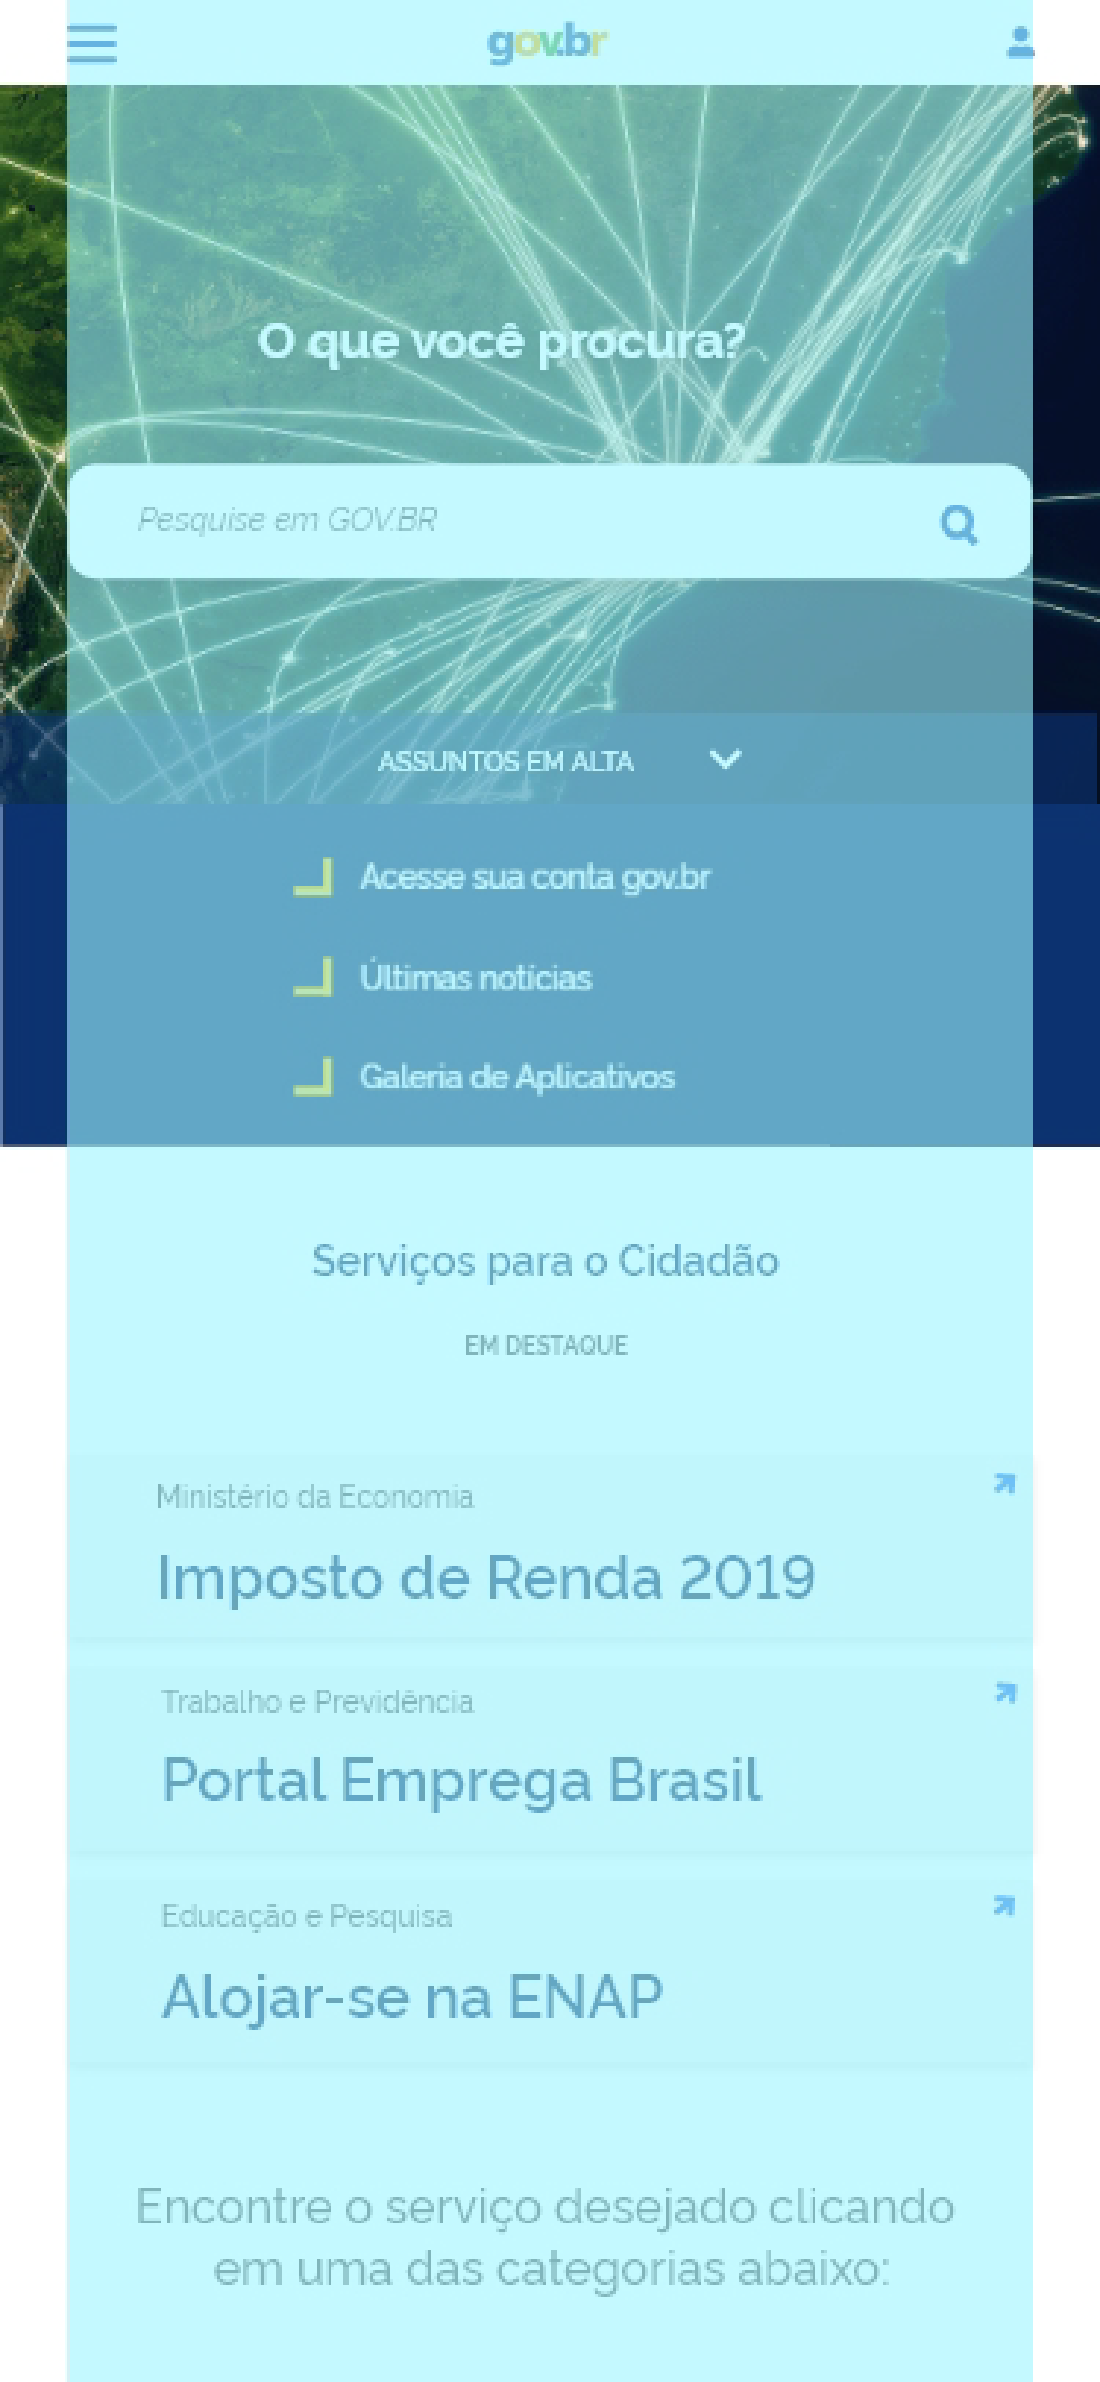 gov.br
O que você procura?
Pesquise em GOV.BR
ASSUNTOS EM ALTA
Acesse sua conta gov.br
Últimas noticias
Galeria de Aplicativos
Serviços para o Cidadão
EM DESTAQUE
Ministério da Economia
Imposto de Renda 2019
Trabalho e Previdência
Portal Emprega Brasil
Educação e Pesquisa
Alojar-se na ENAP
Encontre o serviço desejado clicando
em uma das categorias abaixo: